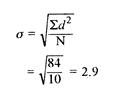 σ = √(Σd²/N)
= √(84/10) = 2.9